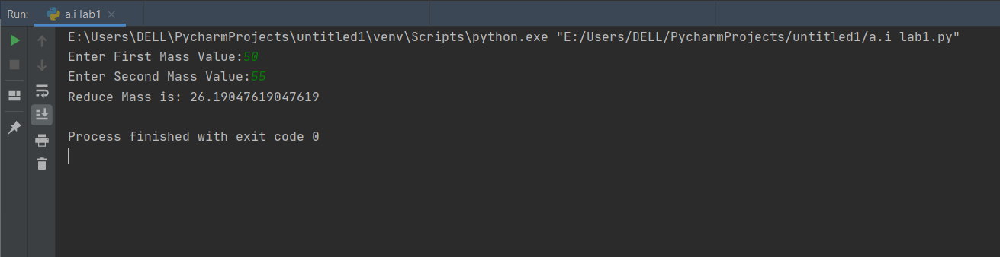 Run: a.i lab1
E:\Users\DELL\PycharmProjects\untitled1\venv\Scripts\python.exe "E:/Users/DELL/PycharmProjects/untitled1/a.i lab1.py"
Enter First Mass Value:50
Enter Second Mass Value:55
Reduce Mass is: 26.19047619047619
Process finished with exit code 0